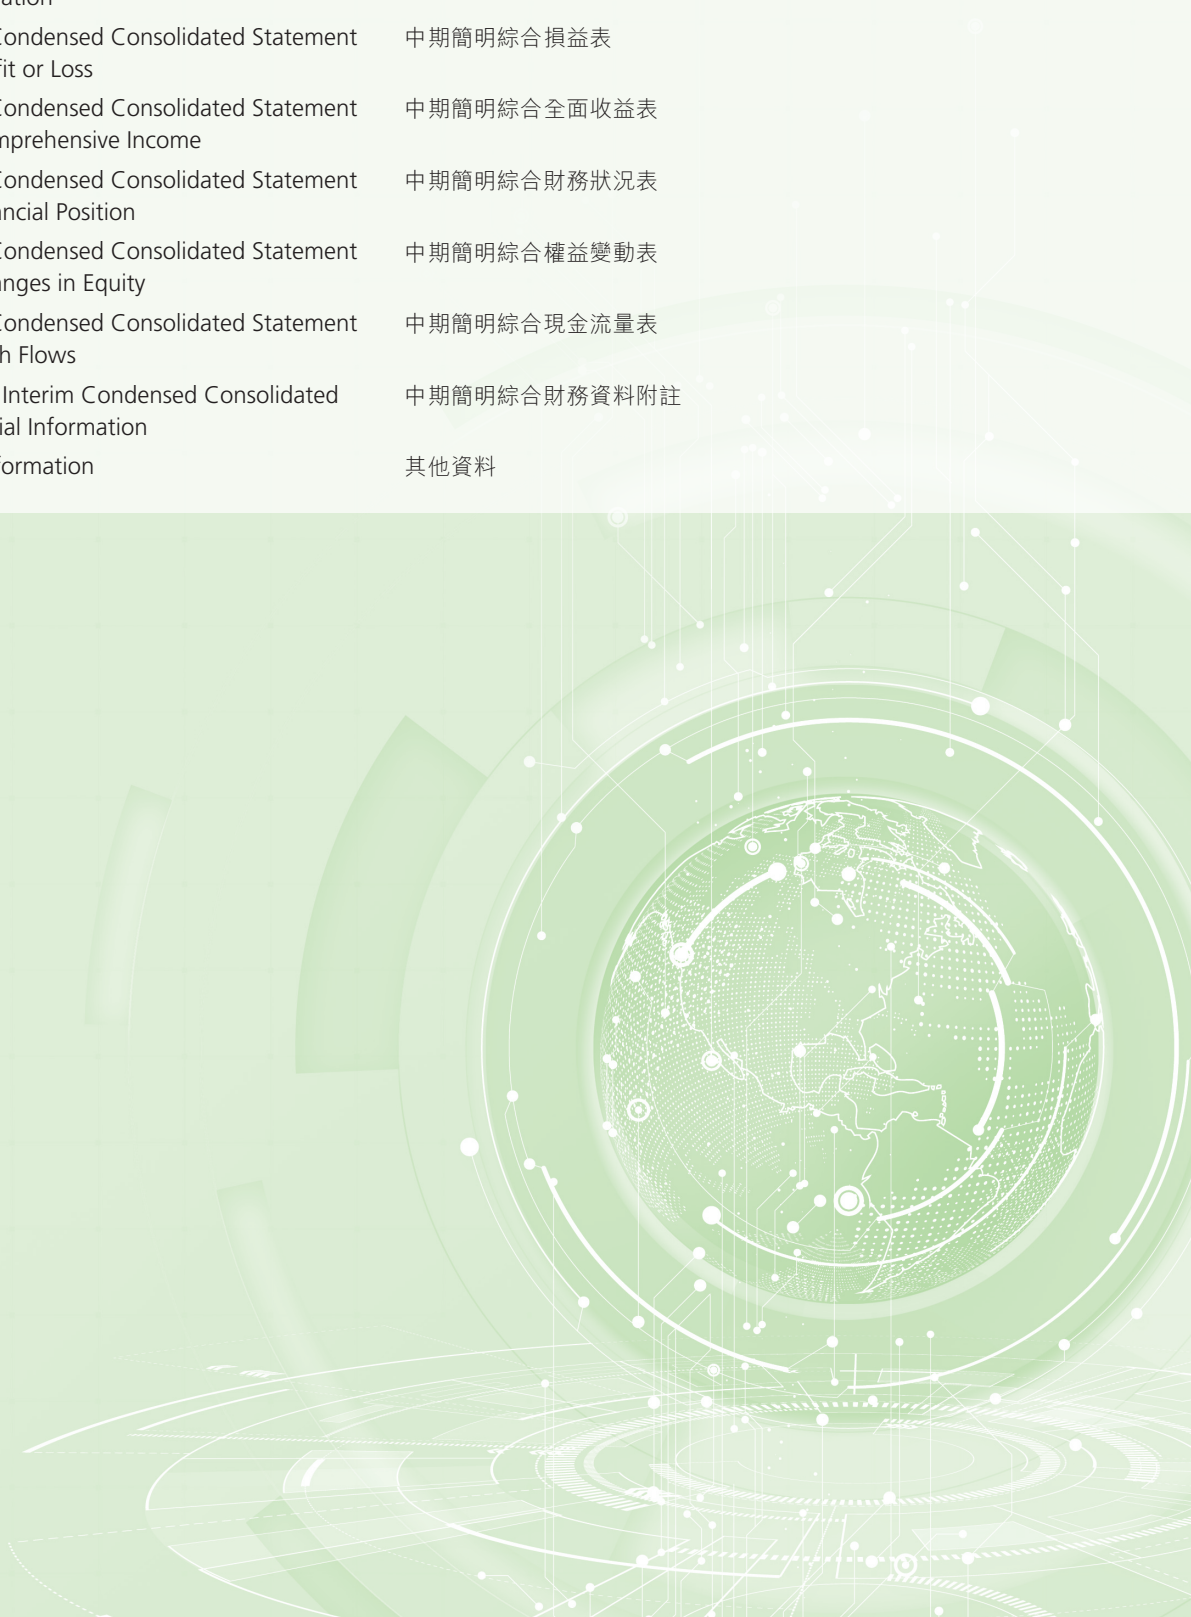 ation
Condensed Consolidated Statement 中期簡明綜合損益表
fit or Loss
Condensed Consolidated Statement 中期簡明綜合全面收益表
mprehensive Income
Condensed Consolidated Statement 中期簡明綜合財務狀況表
ancial Position
Condensed Consolidated Statement 中期簡明綜合權益變動表
anges in Equity
Condensed Consolidated Statement 中期簡明綜合現金流量表
h Flows
Interim Condensed Consolidated 中期簡明綜合財務資料附註
ial Information
formation 其他資料